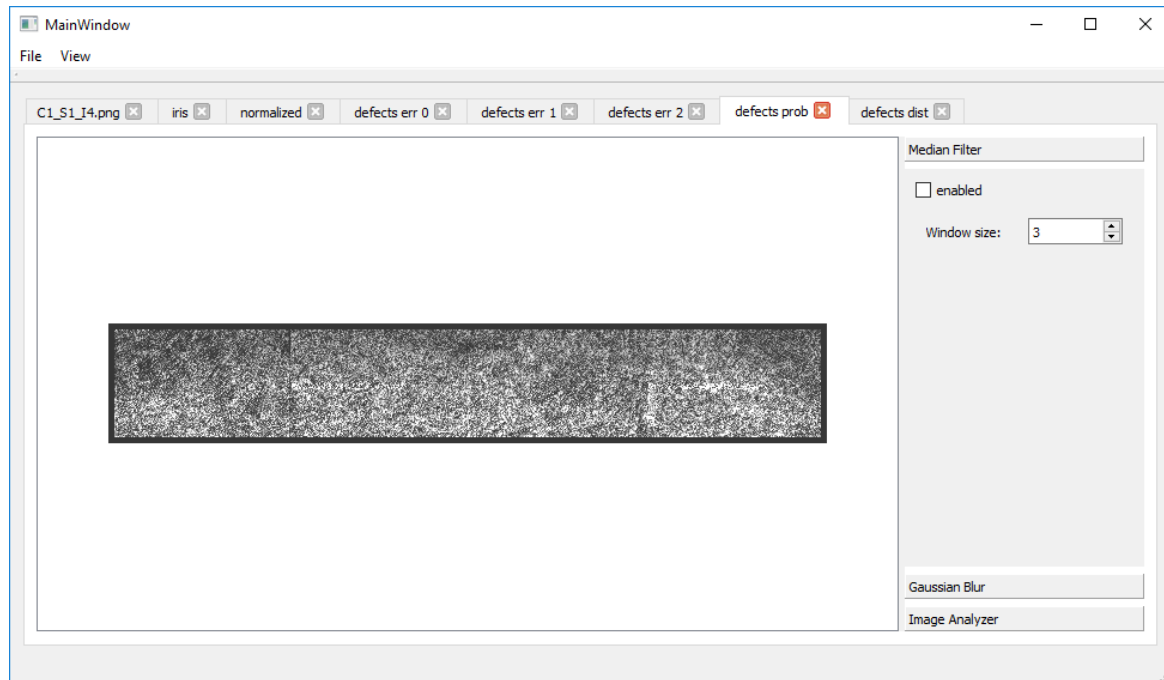 MainWindow
File View
C1_S1_I4.png iris normalized defects err 0 defects err 1 defects err 2 defects prob defects dist
Median Filter
enabled
Window size: 3
Gaussian Blur
Image Analyzer